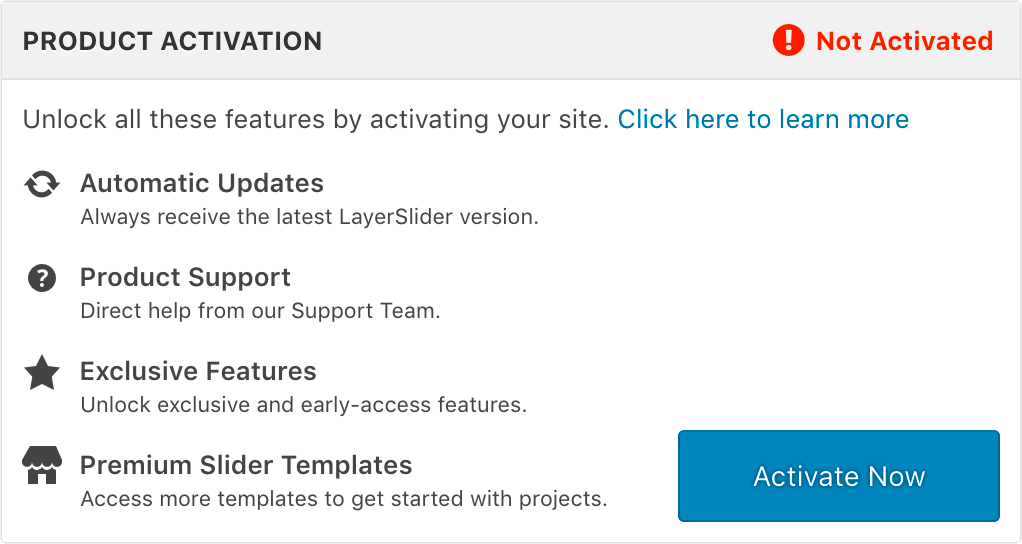 PRODUCT ACTIVATION
Not Activated
Unlock all these features by activating your site. Click here to learn more
Automatic Updates
Always receive the latest LayerSlider version.
Product Support
Direct help from our Support Team.
Exclusive Features
Unlock exclusive and early-access features.
Premium Slider Templates
Access more templates to get started with projects.
Activate Now